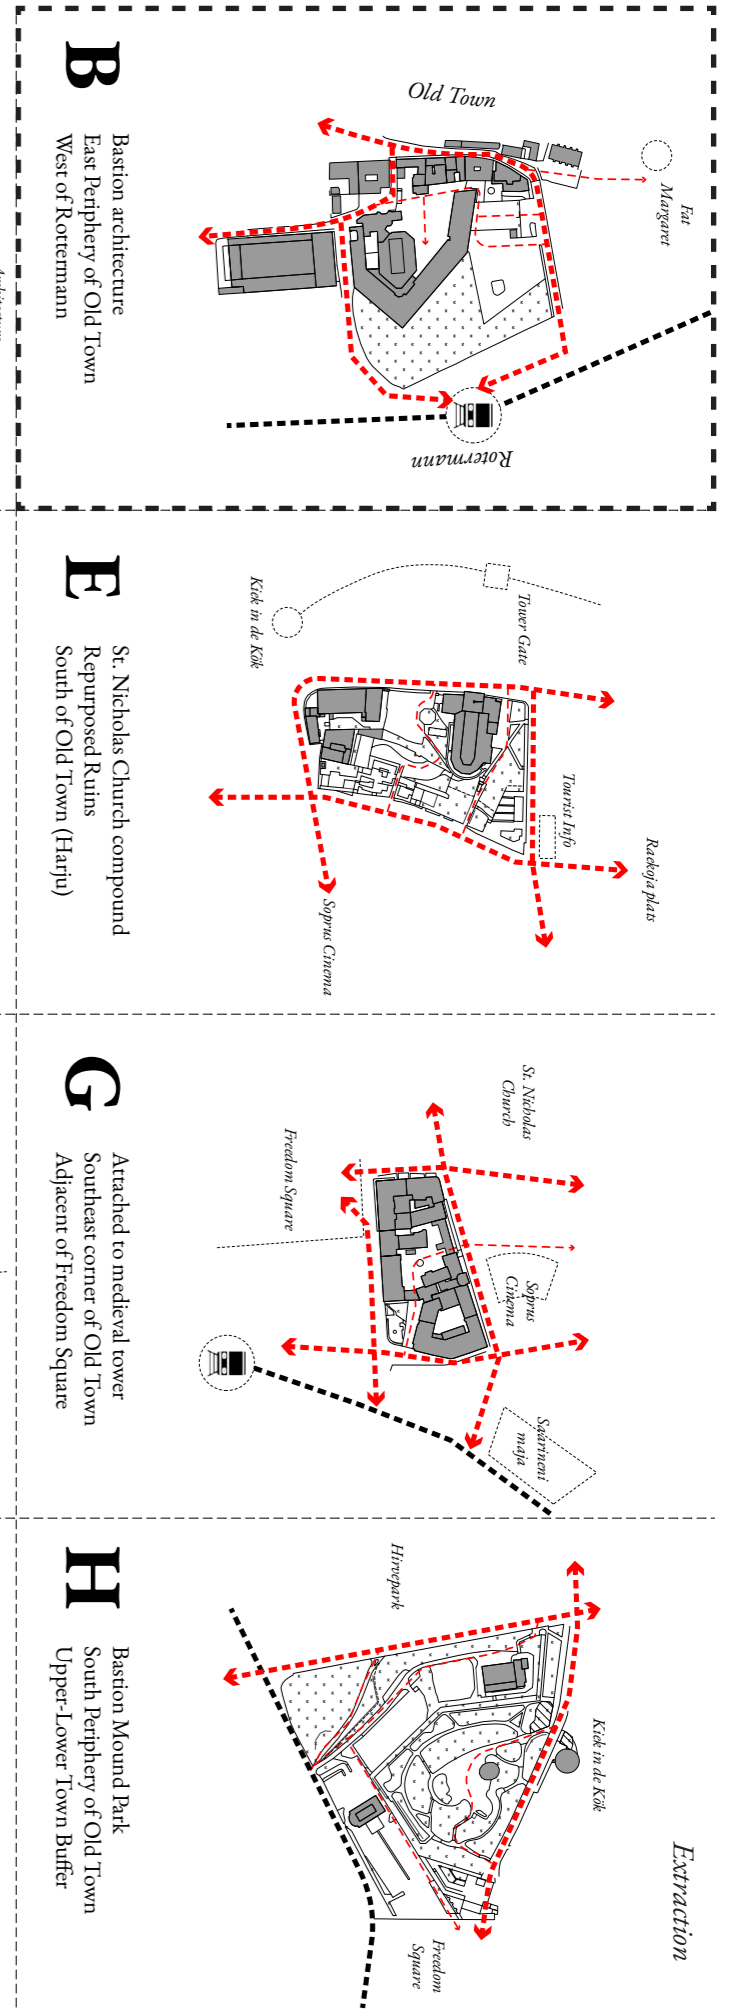 Extraction
B
Bastion architecture
East Periphery of Old Town
West of Rottermann
Old Town
Fat
Margaret
Rotermann
E
St. Nicholas Church compound
Repurposed Ruins
South of Old Town (Harju)
Kiek in de Kök
Tower Gate
Tourist Info
Raekoja plats
Soprus Cinema
G
Attached to medieval tower
Southeast corner of Old Town
Adjacent of Freedom Square
St. Nicholas
Church
Freedom Square
Soprus
Cinema
Saarineni
maja
H
Bastion Mound Park
South Periphery of Old Town
Upper-Lower Town Buffer
Hirvepark
Kiek in de Kök
Freedom
Square